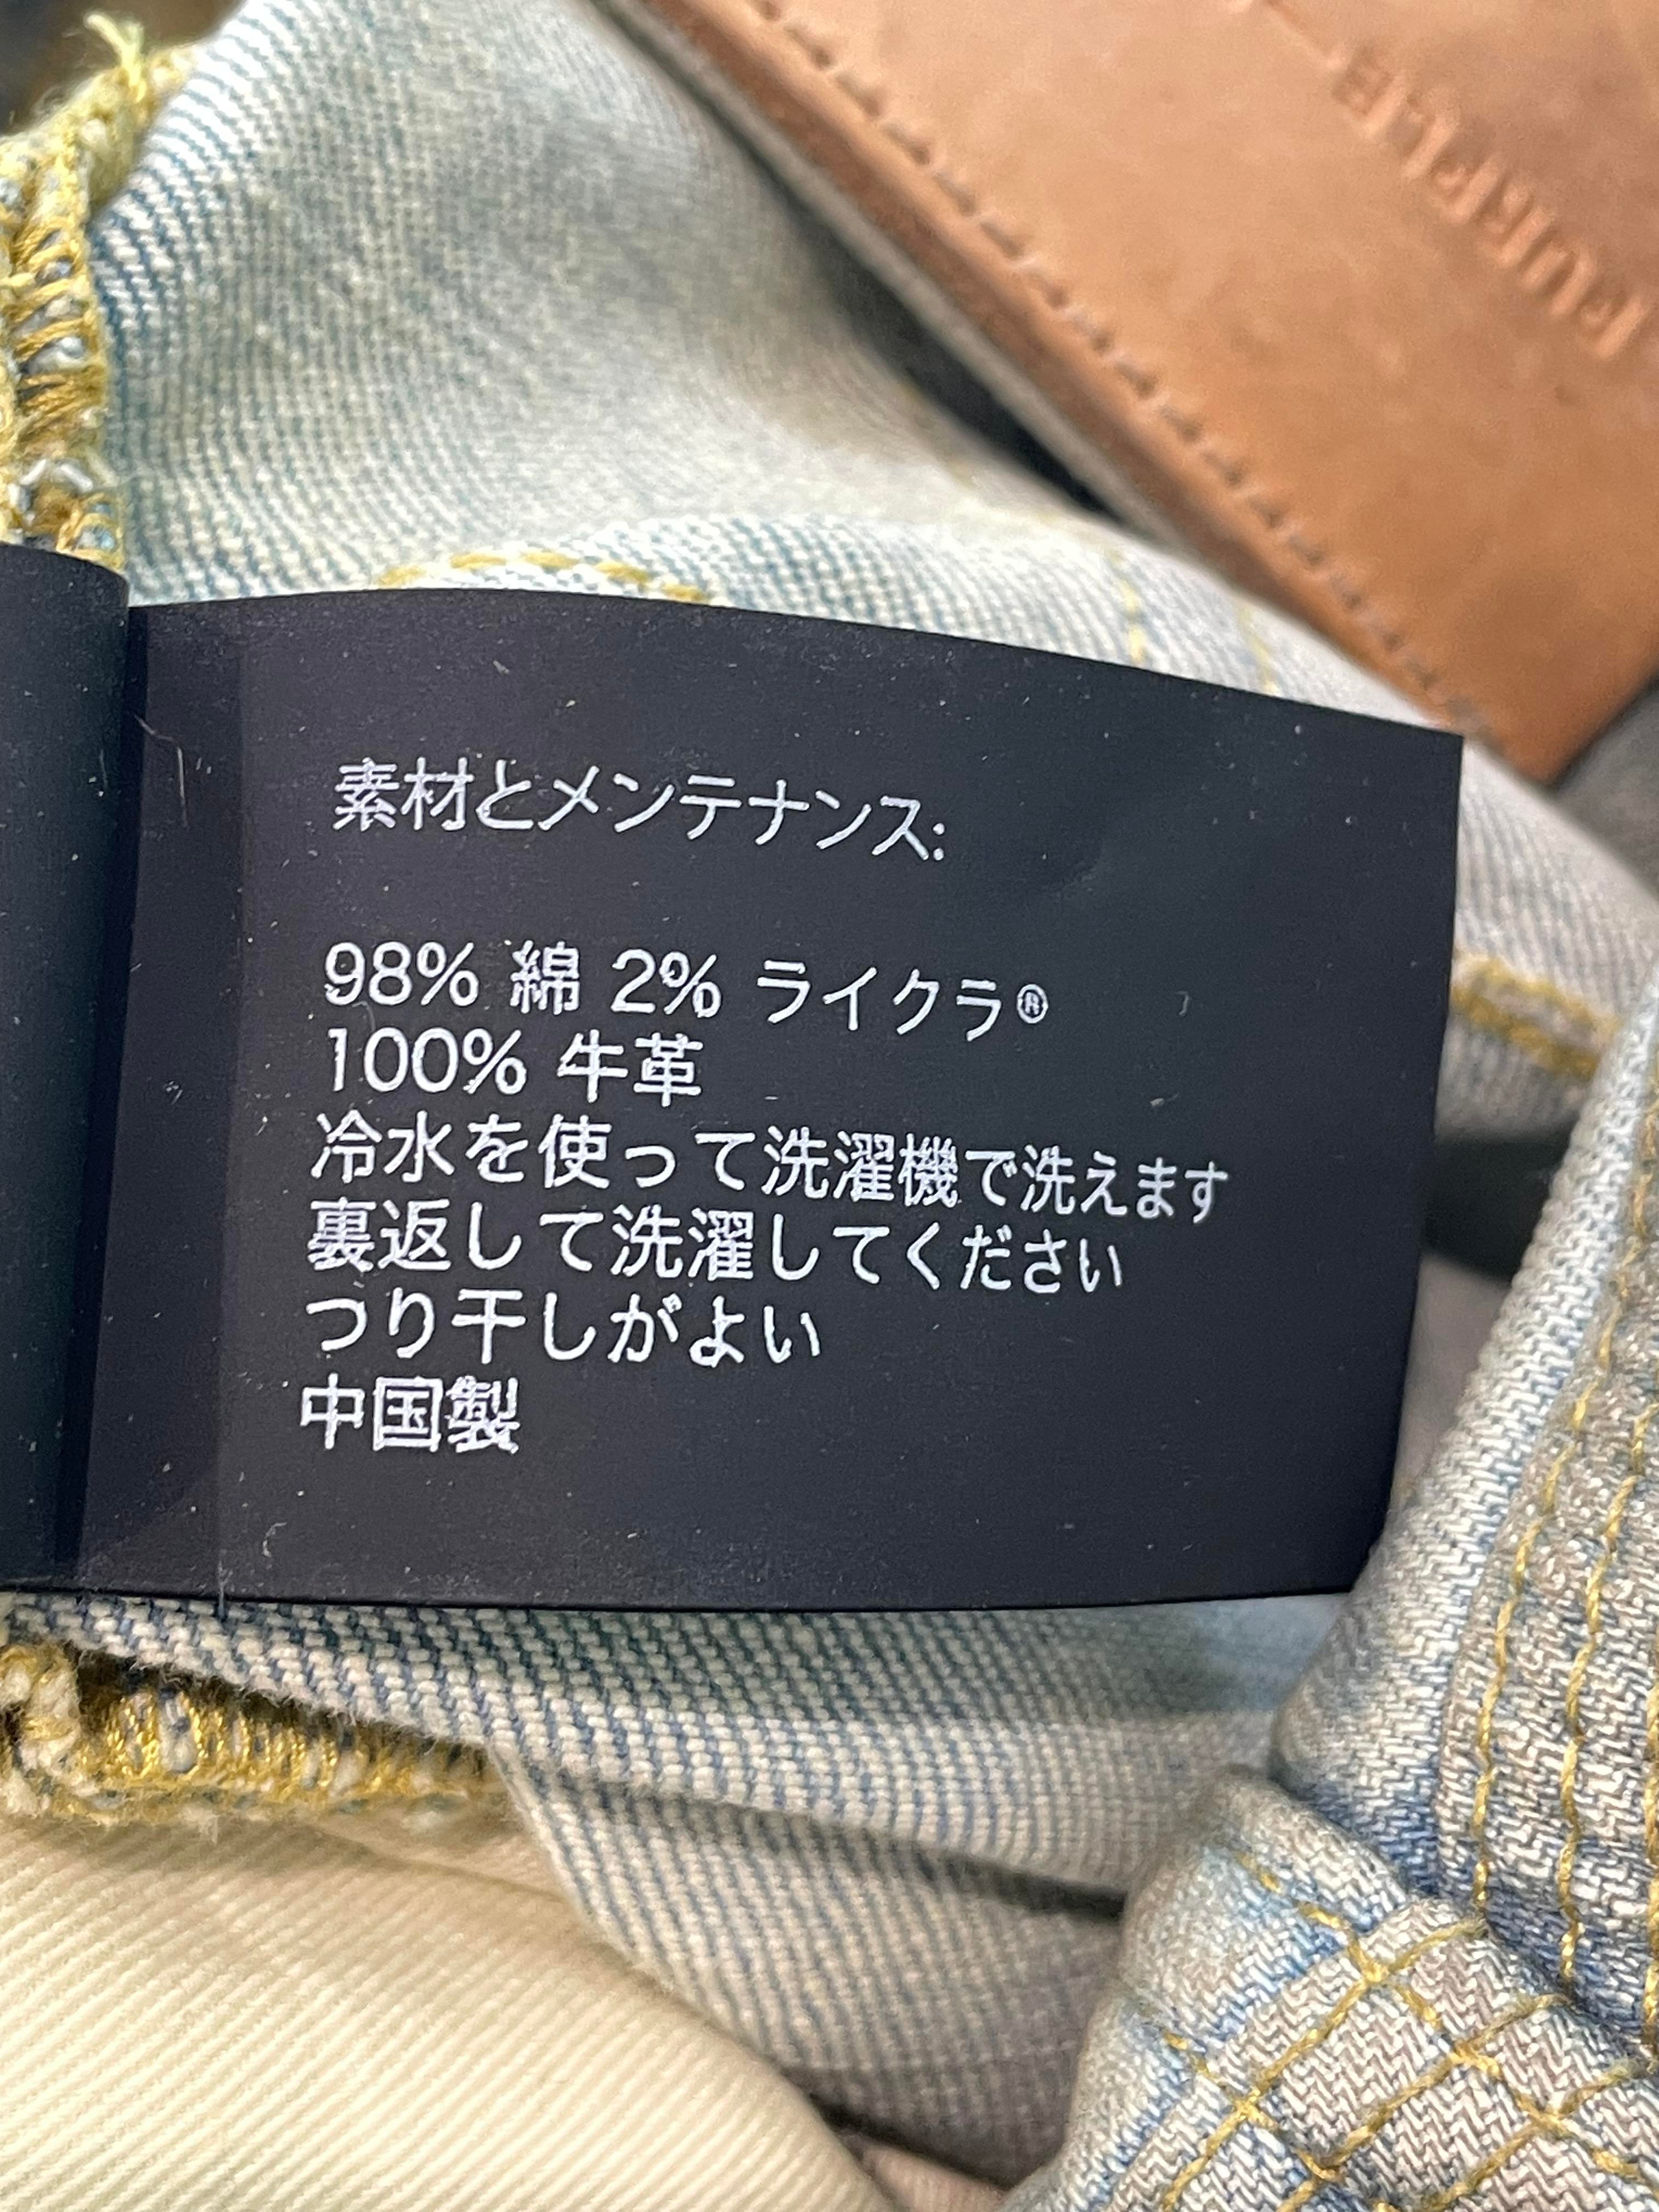 PURPLE
素材とメンテナンス:
98% 綿 2% ライクラ®
100% 牛革
冷水を使って洗濯機で洗えます
裏返して洗濯してください
つり干しがよい
中国製